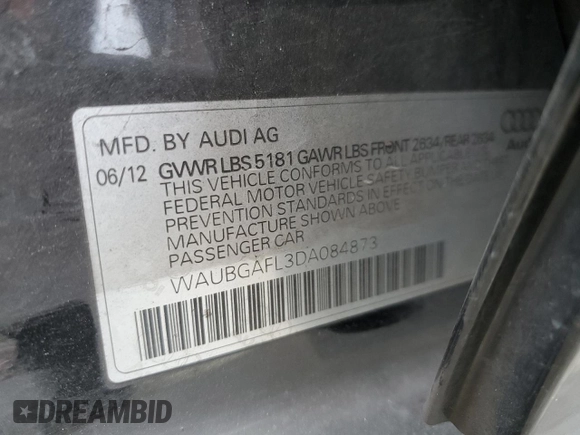 MFD. BY AUDI AG
06/12 GVWR LBS 5181 GAWR LBS FRONT 2834/REAR 2894
THIS VEHICLE CONFORMS TO ALL APPLICABLE
FEDERAL MOTOR VEHICLE SAFETY BUMPER AND THEFT
PREVENTION STANDARDS IN EFFECT ON THE DATE OF
MANUFACTURE SHOWN ABOVE
PASSENGER CAR
WAUBGAFL3DA084873
Audi
DREAMBID